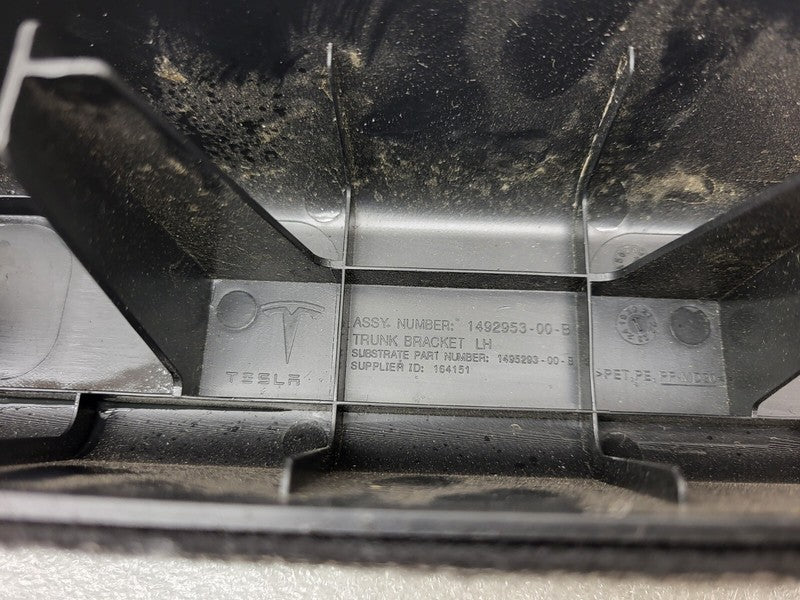 ASSY. NUMBER: 1492953-00-B
TRUNK BRACKET LH
SUBSTRATE PART NUMBER: 1495293-00-B
SUPPLIER ID: 164151
TESLA
>PET,PE,PP-MD20<